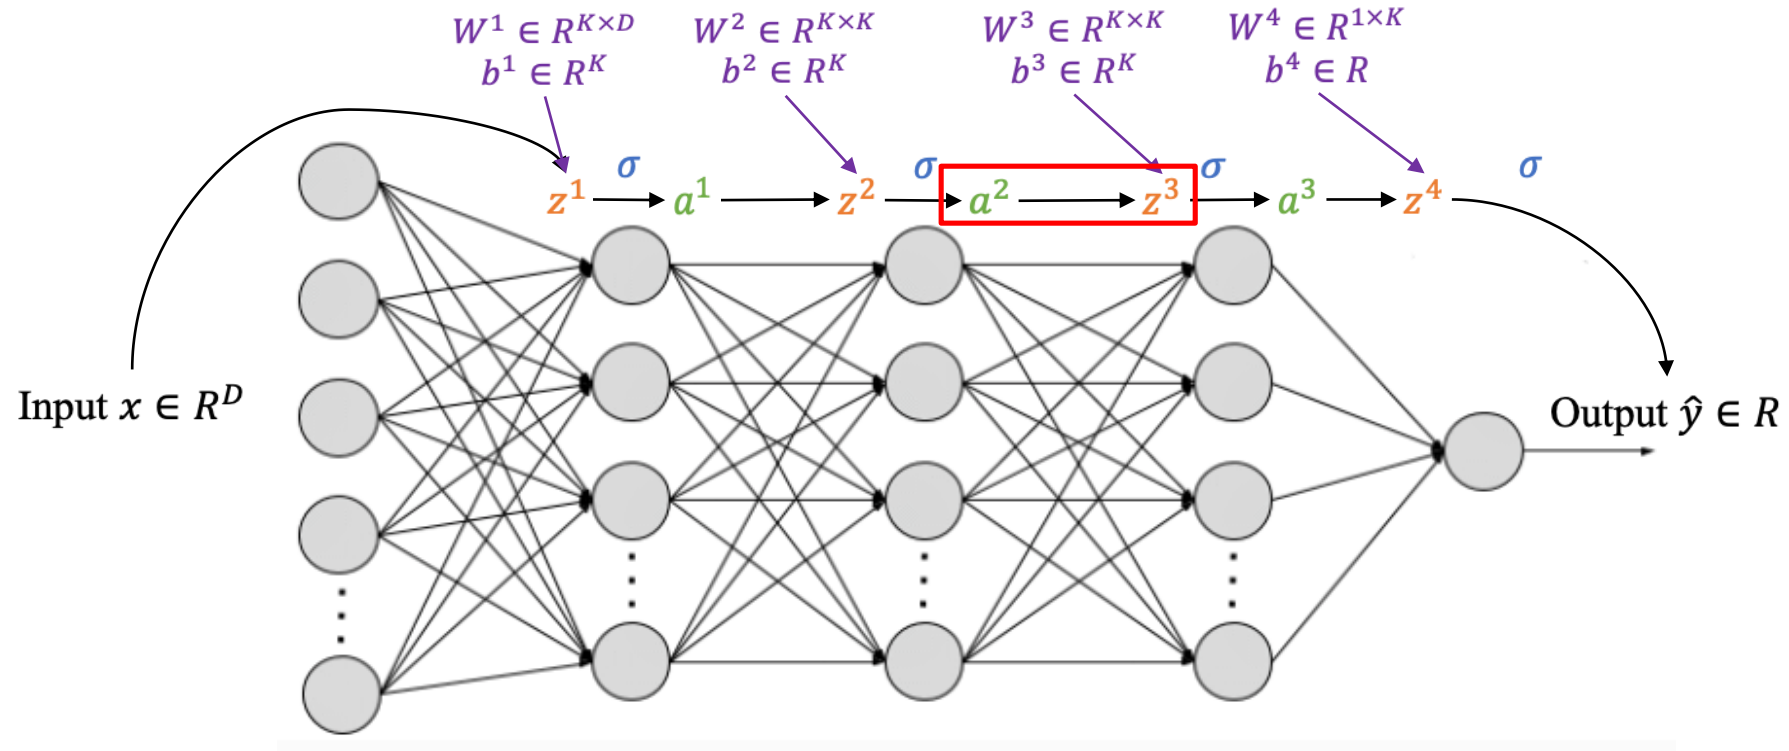 W¹ ∈ R^{K×D} W² ∈ R^{K×K} W³ ∈ R^{K×K} W⁴ ∈ R^{1×K}
b¹ ∈ R^K b² ∈ R^K b³ ∈ R^K b⁴ ∈ R
σ σ σ σ
z¹ a¹ z² a² z³ a³ z⁴
Input x ∈ R^D
Output ŷ ∈ R